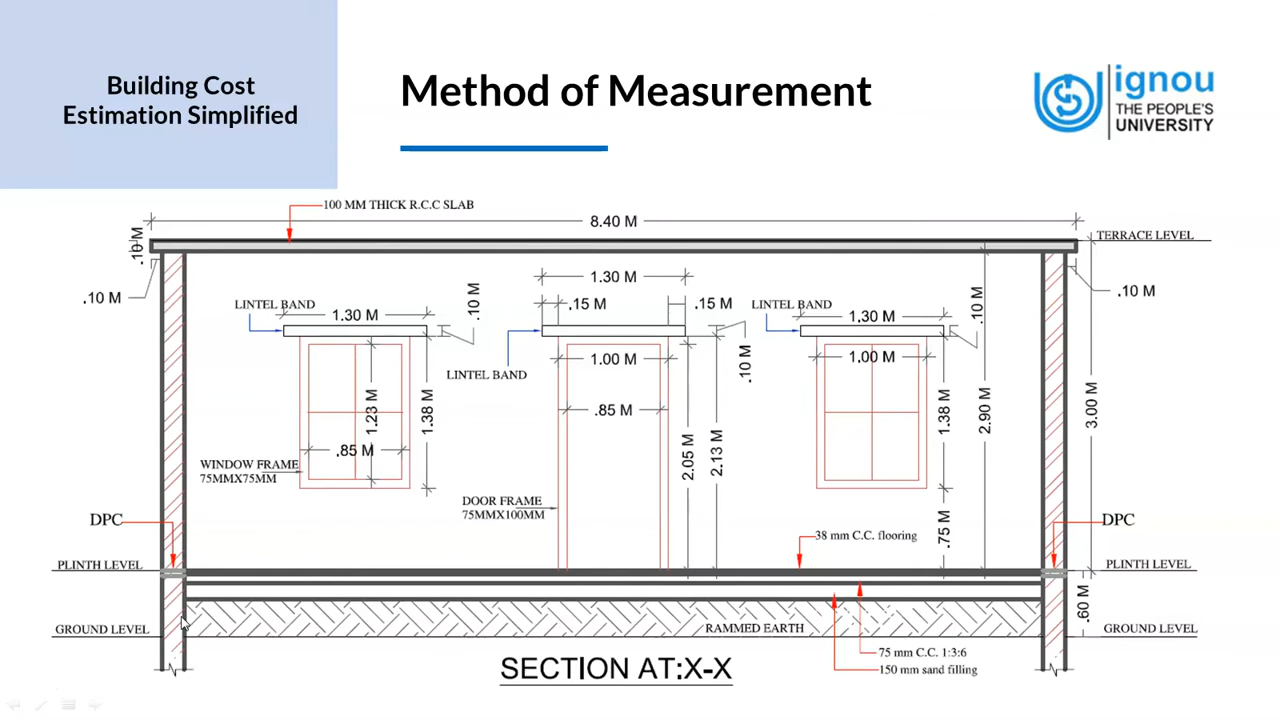 Building Cost
Estimation Simplified
Method of Measurement
ignou
THE PEOPLE'S
UNIVERSITY
100 MM THICK R.C.C SLAB
8.40 M
.10 M
TERRACE LEVEL
.10 M
.10 M
1.30 M
LINTEL BAND
1.30 M
.10 M
.15 M
.15 M
LINTEL BAND
1.30 M
.10 M
LINTEL BAND
1.00 M
.10 M
1.00 M
.85 M
1.23 M
1.38 M
.85 M
2.05 M
2.13 M
1.38 M
2.90 M
3.00 M
WINDOW FRAME
75MMX75MM
DOOR FRAME
75MMX100MM
.75 M
DPC
DPC
38 mm C.C. flooring
PLINTH LEVEL
PLINTH LEVEL
.60 M
GROUND LEVEL
RAMMED EARTH
GROUND LEVEL
75 mm C.C. 1:3:6
150 mm sand filling
SECTION AT:X-X